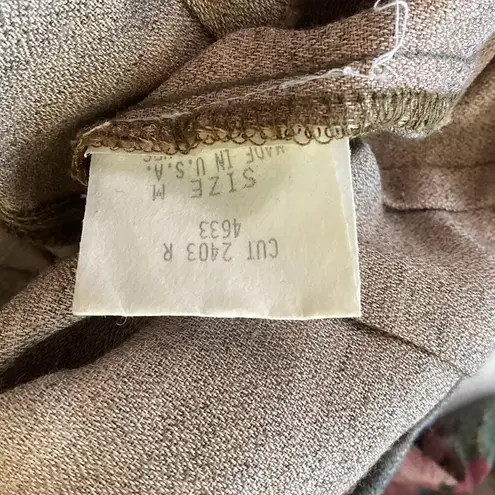 MADE IN U.S.A.
SIZE M
CUT 2403 R
4633